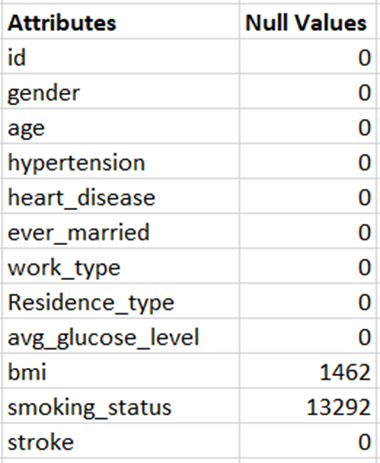 Attributes Null Values
id 0
gender 0
age 0
hypertension 0
heart_disease 0
ever_married 0
work_type 0
Residence_type 0
avg_glucose_level 0
bmi 1462
smoking_status 13292
stroke 0